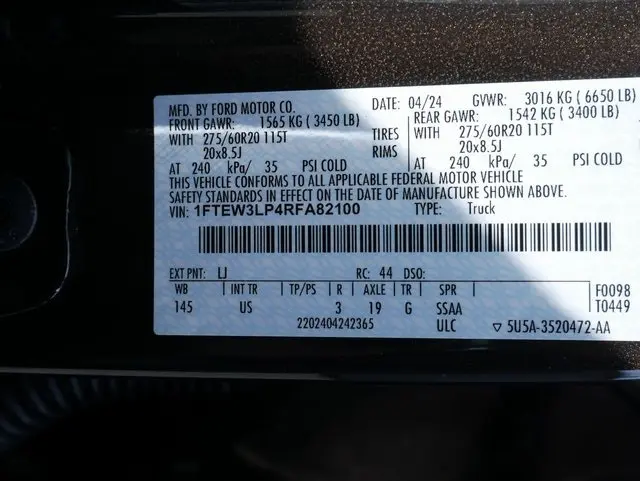 MFD. BY FORD MOTOR CO. DATE: 04/24 GVWR: 3016 KG ( 6650 LB)
FRONT GAWR: 1565 KG ( 3450 LB) REAR GAWR: 1542 KG ( 3400 LB)
WITH 275/60R20 115T TIRES WITH 275/60R20 115T
20x8.5J RIMS 20x8.5J
AT 240 kPa/ 35 PSI COLD AT 240 kPa/ 35 PSI COLD
THIS VEHICLE CONFORMS TO ALL APPLICABLE FEDERAL MOTOR VEHICLE
SAFETY STANDARDS IN EFFECT ON THE DATE OF MANUFACTURE SHOWN ABOVE.
VIN: 1FTEW3LP4RFA82100 TYPE: Truck
EXT PNT: LJ RC: 44 DSO:
WB INT TR TP/PS R AXLE TR SPR F0098
145 US 3 19 G SSAA T0449
2202404242365 ULC ▽ 5U5A-3520472-AA